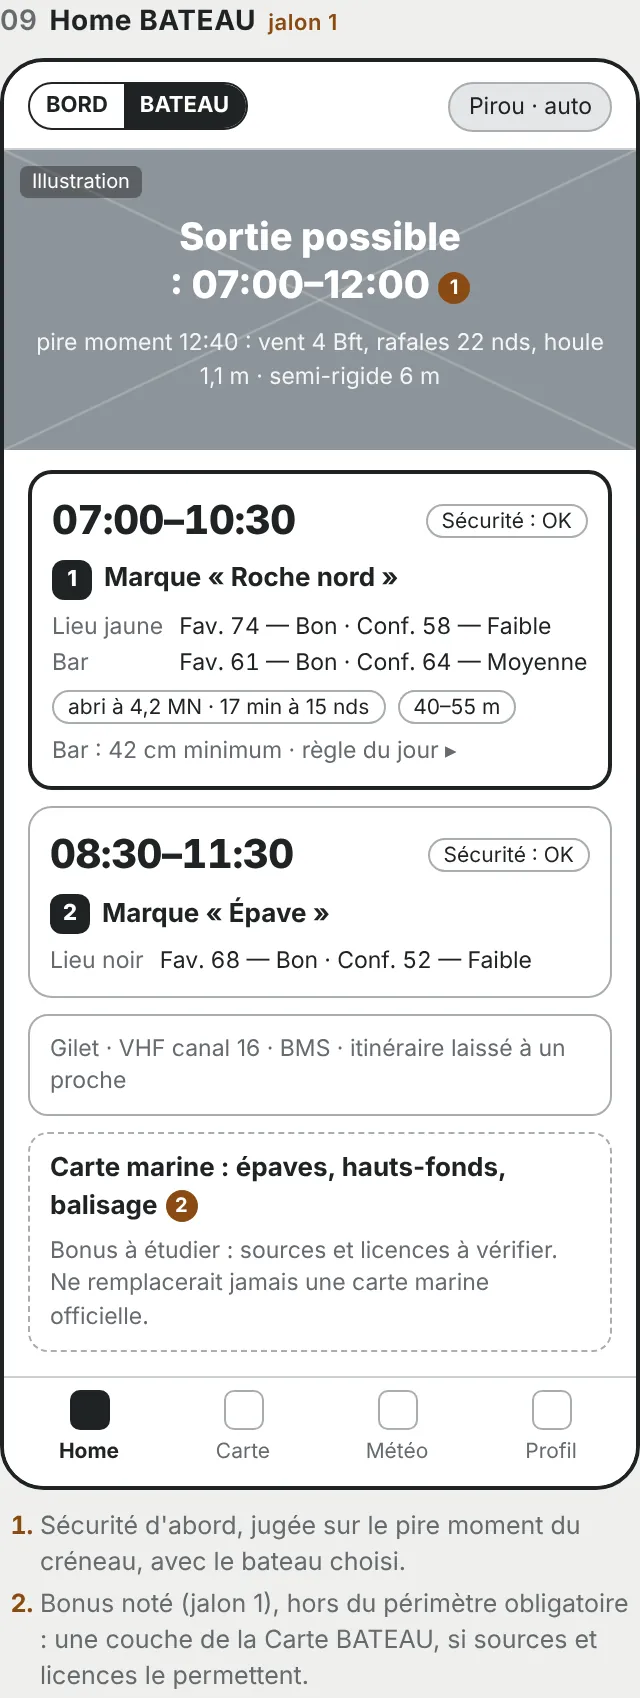 09 Home BATEAU jalon 1
BORD BATEAU Pirou · auto
Illustration
Sortie possible
: 07:00–12:00 1
pire moment 12:40 : vent 4 Bft, rafales 22 nds, houle
1,1 m · semi-rigide 6 m
07:00–10:30 Sécurité : OK
1 Marque « Roche nord »
Lieu jaune Fav. 74 — Bon · Conf. 58 — Faible
Bar Fav. 61 — Bon · Conf. 64 — Moyenne
abri à 4,2 MN · 17 min à 15 nds 40–55 m
Bar : 42 cm minimum · règle du jour ▸
08:30–11:30 Sécurité : OK
2 Marque « Épave »
Lieu noir Fav. 68 — Bon · Conf. 52 — Faible
Gilet · VHF canal 16 · BMS · itinéraire laissé à un
proche
Carte marine : épaves, hauts-fonds,
balisage 2
Bonus à étudier : sources et licences à vérifier.
Ne remplacerait jamais une carte marine
officielle.
Home Carte Météo Profil
1. Sécurité d'abord, jugée sur le pire moment du
créneau, avec le bateau choisi.
2. Bonus noté (jalon 1), hors du périmètre obligatoire
: une couche de la Carte BATEAU, si sources et
licences le permettent.